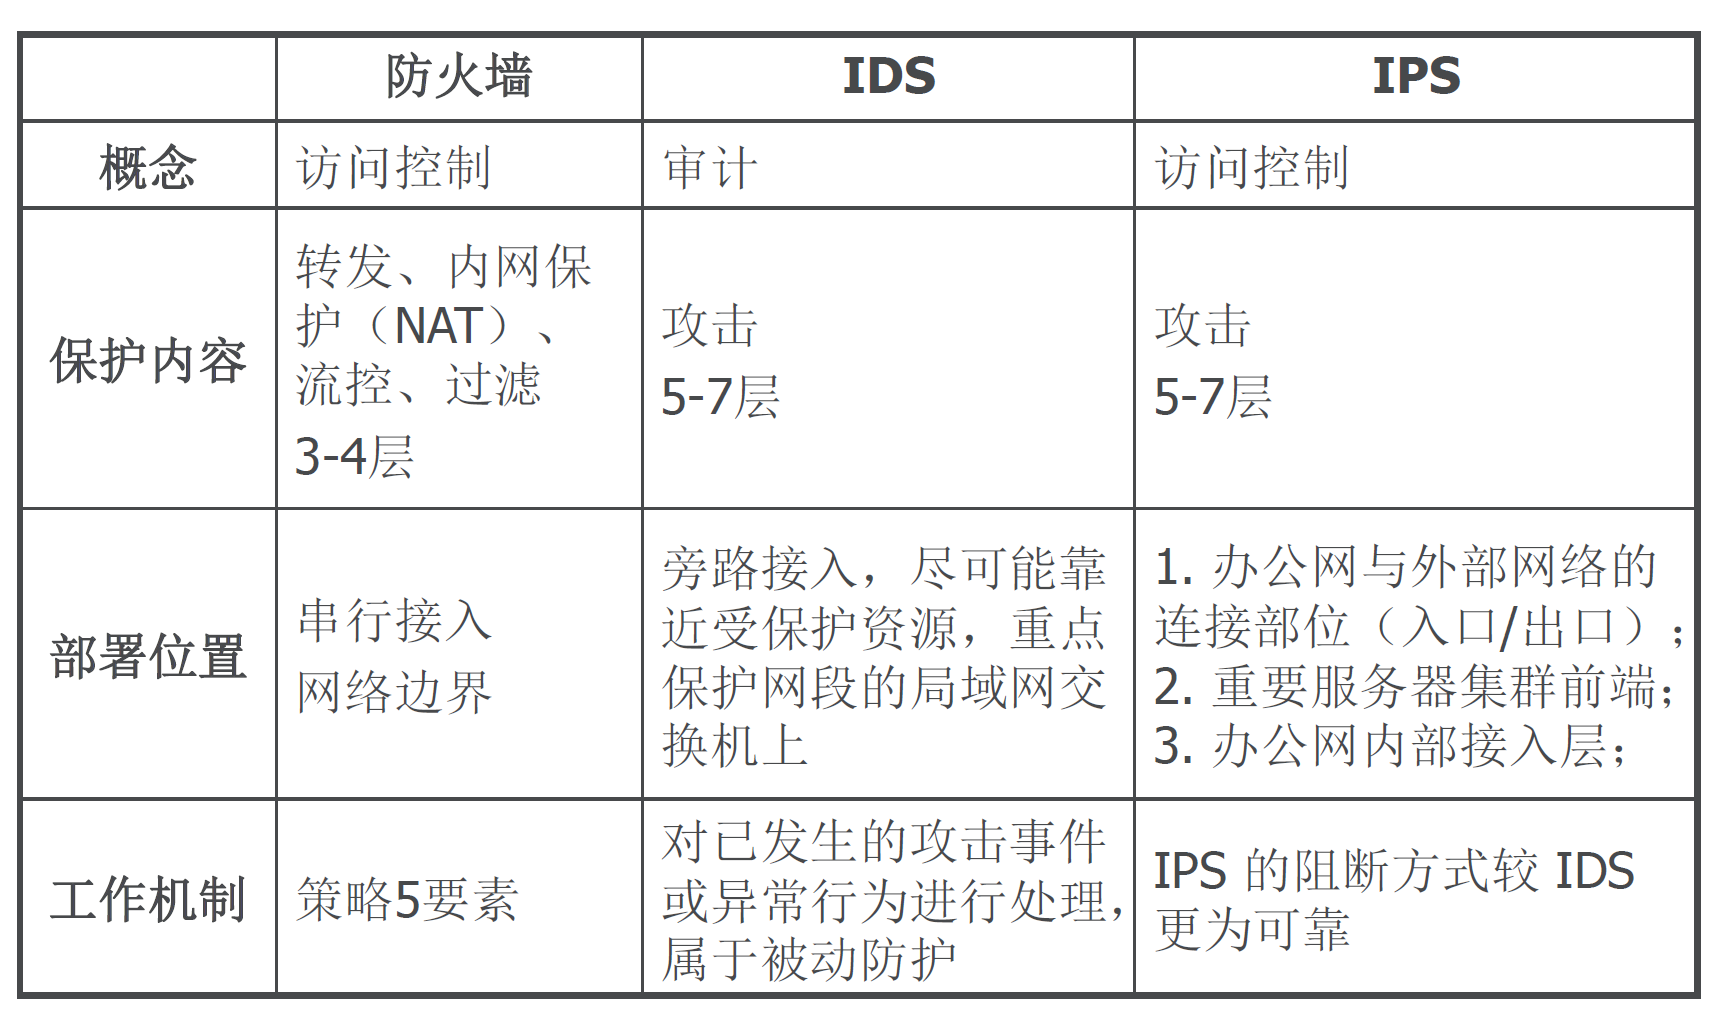 防火墙
IDS
IPS
概念
访问控制
审计
访问控制
保护内容
转发、内网保
护（NAT）、
流控、过滤
3-4层
攻击
5-7层
攻击
5-7层
部署位置
串行接入
网络边界
旁路接入，尽可能靠
近受保护资源，重点
保护网段的局域网交
换机上
1. 办公网与外部网络的
连接部位（入口/出口）；
2. 重要服务器集群前端；
3. 办公网内部接入层；
工作机制
策略5要素
对已发生的攻击事件
或异常行为进行处理，
属于被动防护
IPS 的阻断方式较 IDS
更为可靠